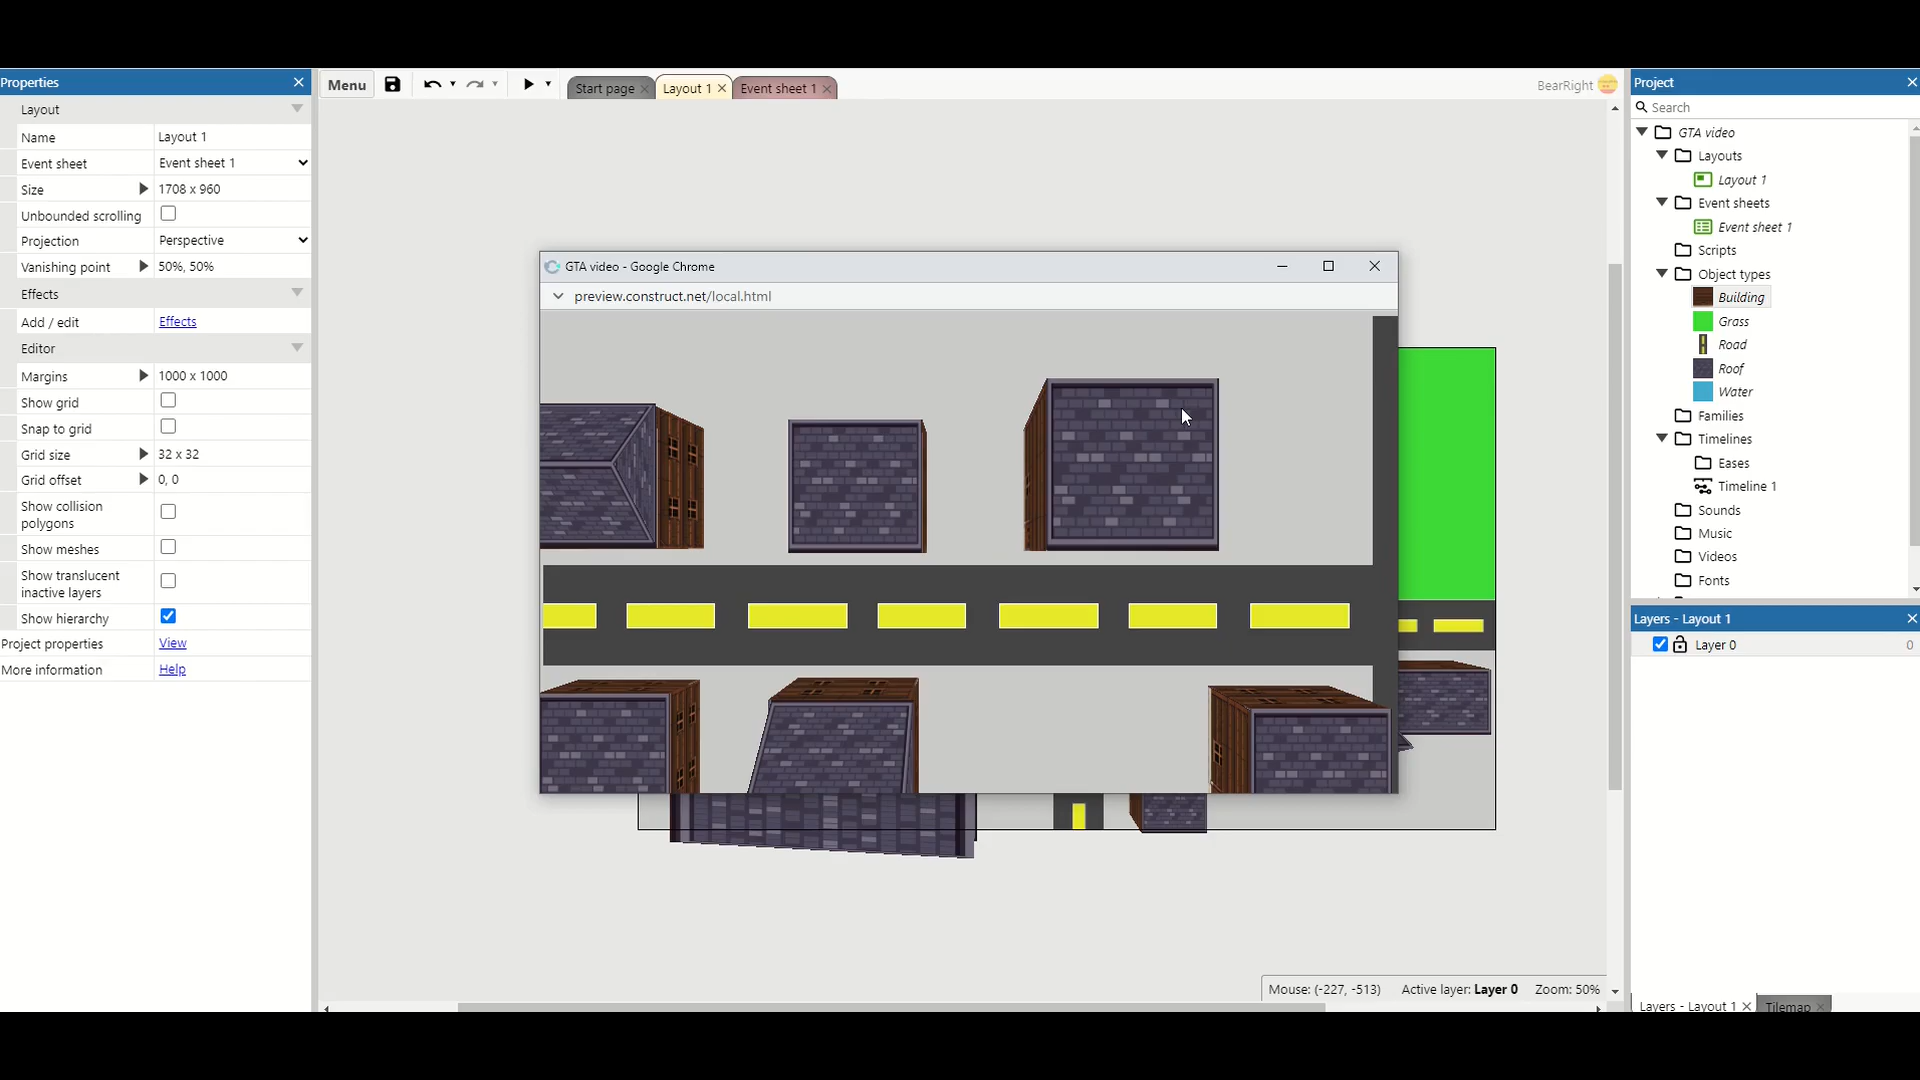 Properties
Layout
Name Layout 1
Event sheet Event sheet 1
Size 1708 x 960
Unbounded scrolling
Projection Perspective
Vanishing point 50%, 50%
Effects
Add / edit Effects
Editor
Margins 1000 x 1000
Show grid
Snap to grid
Grid size 32 x 32
Grid offset 0, 0
Show collision
polygons
Show meshes
Show translucent
inactive layers
Show hierarchy
Project properties View
More information Help
Menu
Start page
Layout 1
Event sheet 1
BearRight
GTA video - Google Chrome
preview.construct.net/local.html
Mouse: (-227, -513) Active layer: Layer 0 Zoom: 50%
Project
Search
GTA video
Layouts
Layout 1
Event sheets
Event sheet 1
Scripts
Object types
Building
Grass
Road
Roof
Water
Families
Timelines
Eases
Timeline 1
Sounds
Music
Videos
Fonts
Layers - Layout 1
Layer 0 0
Layers - Layout 1 Tilemap